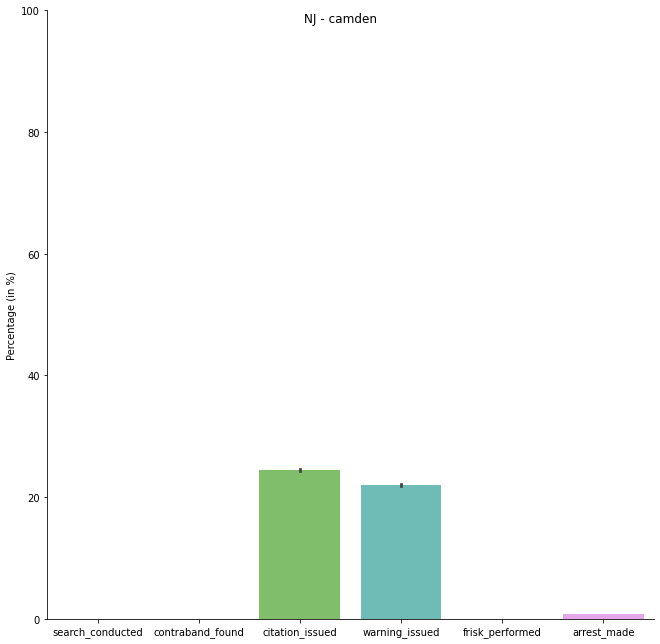 NJ - camden
Percentage (in %)
100
80
60
40
20
0
search_conducted
contraband_found
citation_issued
warning_issued
frisk_performed
arrest_made